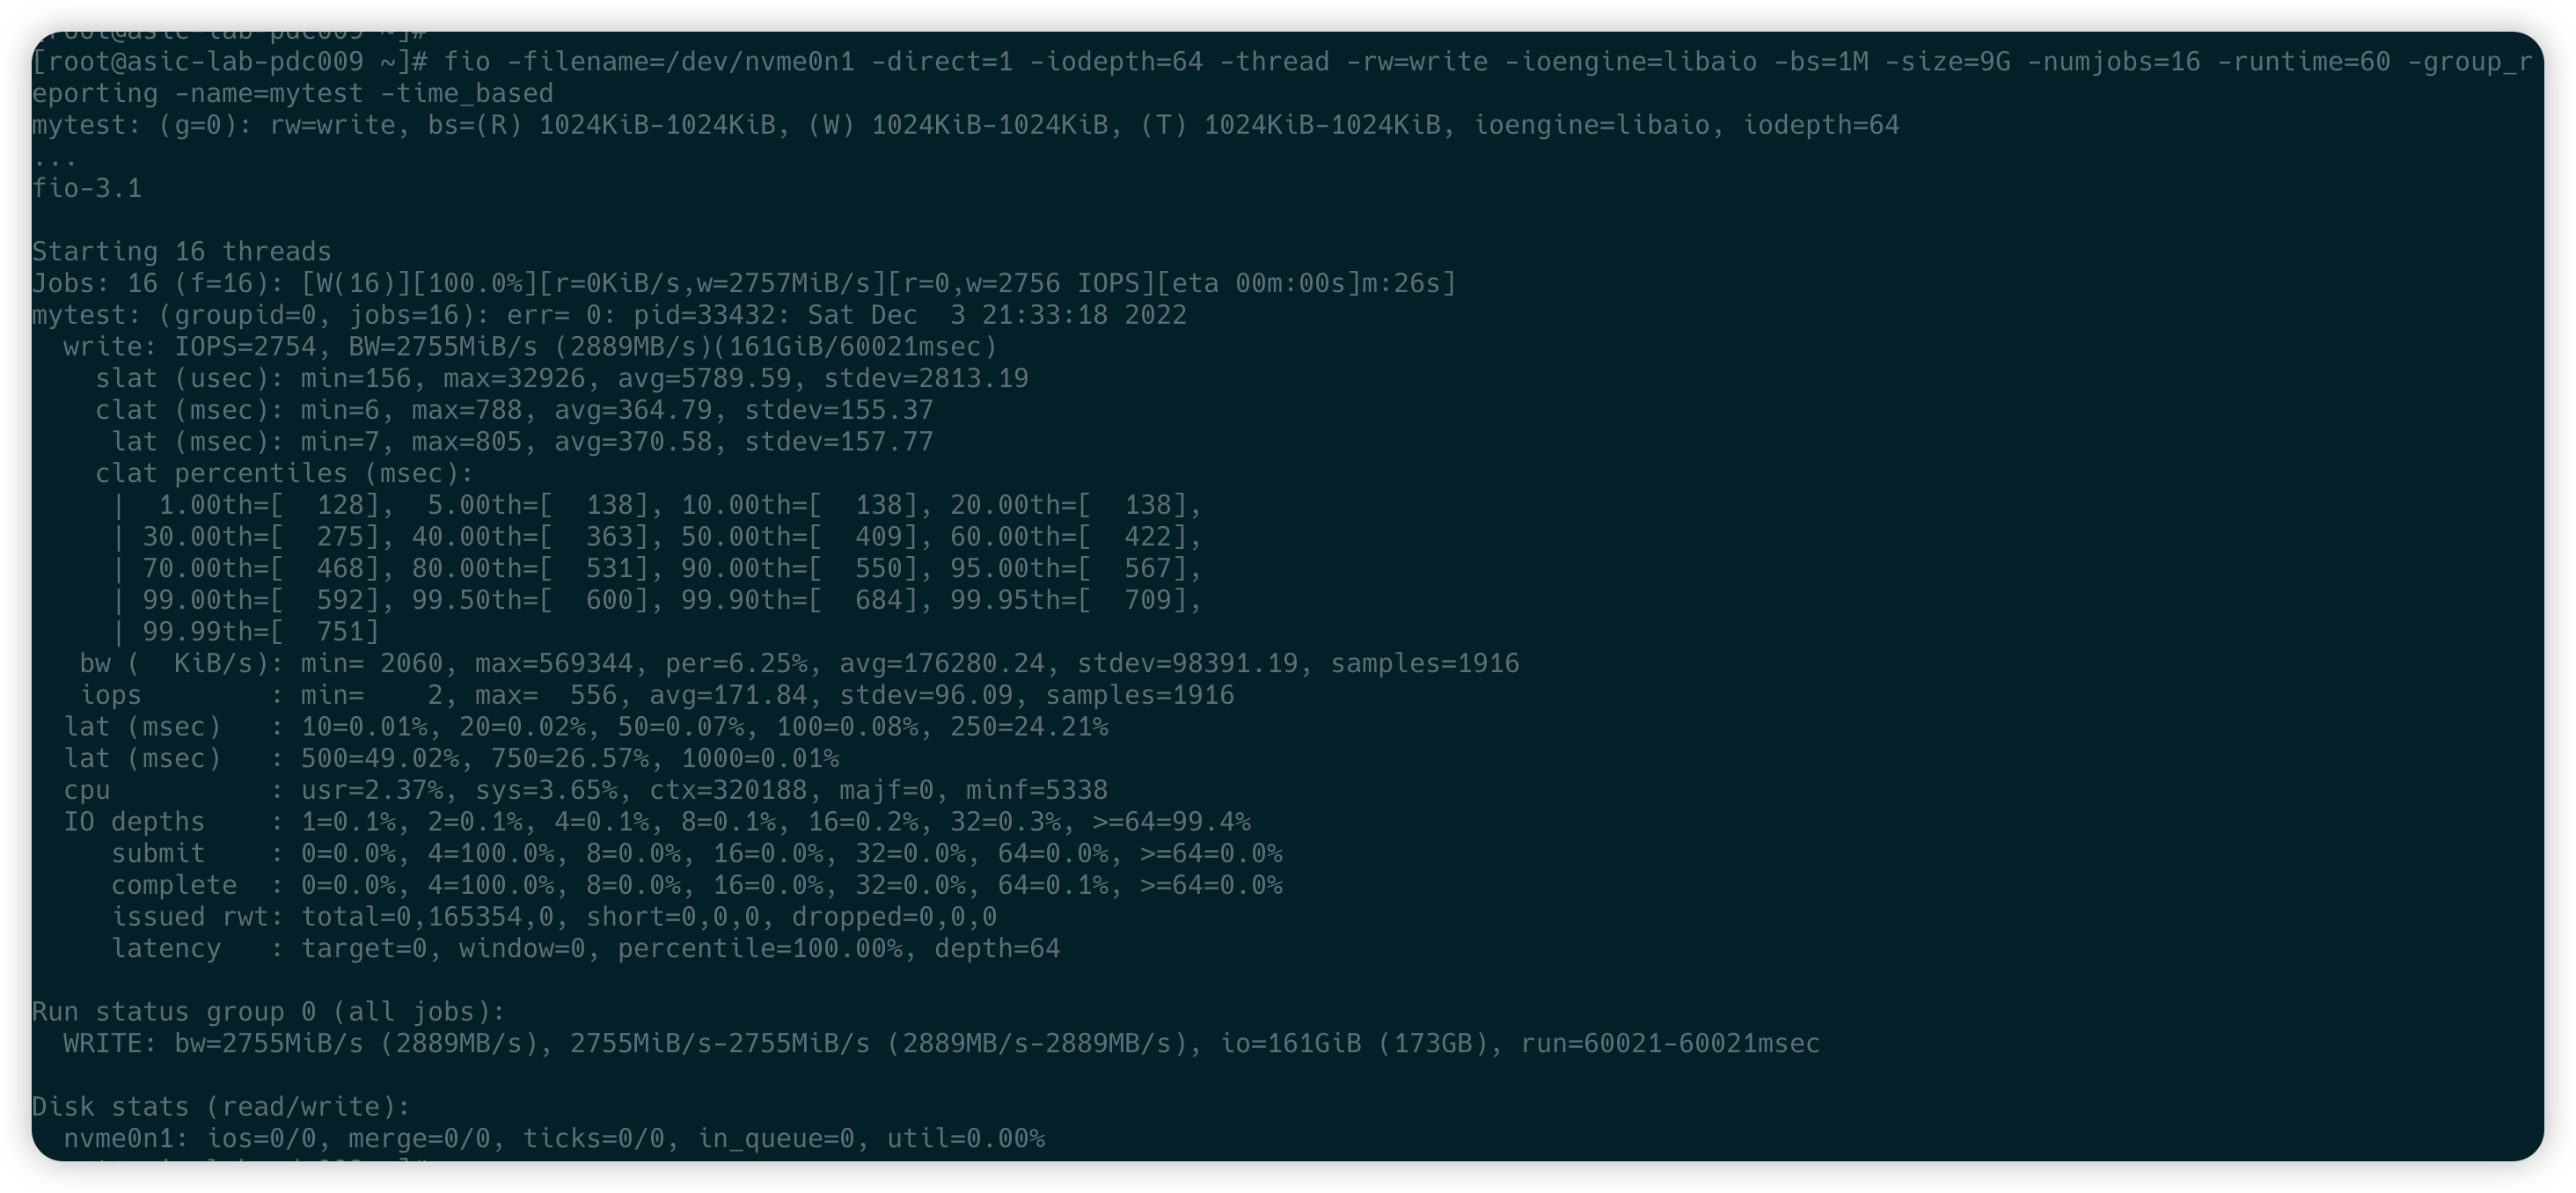 [root@asic-lab-pdc009 ~]#
[root@asic-lab-pdc009 ~]# fio -filename=/dev/nvme0n1 -direct=1 -iodepth=64 -thread -rw=write -ioengine=libaio -bs=1M -size=9G -numjobs=16 -runtime=60 -group_r
eporting -name=mytest -time_based
mytest: (g=0): rw=write, bs=(R) 1024KiB-1024KiB, (W) 1024KiB-1024KiB, (T) 1024KiB-1024KiB, ioengine=libaio, iodepth=64
...
fio-3.1

Starting 16 threads
Jobs: 16 (f=16): [W(16)][100.0%][r=0KiB/s,w=2757MiB/s][r=0,w=2756 IOPS][eta 00m:00s]m:26s]
mytest: (groupid=0, jobs=16): err= 0: pid=33432: Sat Dec  3 21:33:18 2022
  write: IOPS=2754, BW=2755MiB/s (2889MB/s)(161GiB/60021msec)
    slat (usec): min=156, max=32926, avg=5789.59, stdev=2813.19
    clat (msec): min=6, max=788, avg=364.79, stdev=155.37
     lat (msec): min=7, max=805, avg=370.58, stdev=157.77
    clat percentiles (msec):
     |  1.00th=[  128],  5.00th=[  138], 10.00th=[  138], 20.00th=[  138],
     | 30.00th=[  275], 40.00th=[  363], 50.00th=[  409], 60.00th=[  422],
     | 70.00th=[  468], 80.00th=[  531], 90.00th=[  550], 95.00th=[  567],
     | 99.00th=[  592], 99.50th=[  600], 99.90th=[  684], 99.95th=[  709],
     | 99.99th=[  751]
   bw (  KiB/s): min= 2060, max=569344, per=6.25%, avg=176280.24, stdev=98391.19, samples=1916
   iops        : min=    2, max=  556, avg=171.84, stdev=96.09, samples=1916
  lat (msec)   : 10=0.01%, 20=0.02%, 50=0.07%, 100=0.08%, 250=24.21%
  lat (msec)   : 500=49.02%, 750=26.57%, 1000=0.01%
  cpu          : usr=2.37%, sys=3.65%, ctx=320188, majf=0, minf=5338
  IO depths    : 1=0.1%, 2=0.1%, 4=0.1%, 8=0.1%, 16=0.2%, 32=0.3%, >=64=99.4%
     submit    : 0=0.0%, 4=100.0%, 8=0.0%, 16=0.0%, 32=0.0%, 64=0.0%, >=64=0.0%
     complete  : 0=0.0%, 4=100.0%, 8=0.0%, 16=0.0%, 32=0.0%, 64=0.1%, >=64=0.0%
     issued rwt: total=0,165354,0, short=0,0,0, dropped=0,0,0
     latency   : target=0, window=0, percentile=100.00%, depth=64

Run status group 0 (all jobs):
  WRITE: bw=2755MiB/s (2889MB/s), 2755MiB/s-2755MiB/s (2889MB/s-2889MB/s), io=161GiB (173GB), run=60021-60021msec

Disk stats (read/write):
  nvme0n1: ios=0/0, merge=0/0, ticks=0/0, in_queue=0, util=0.00%